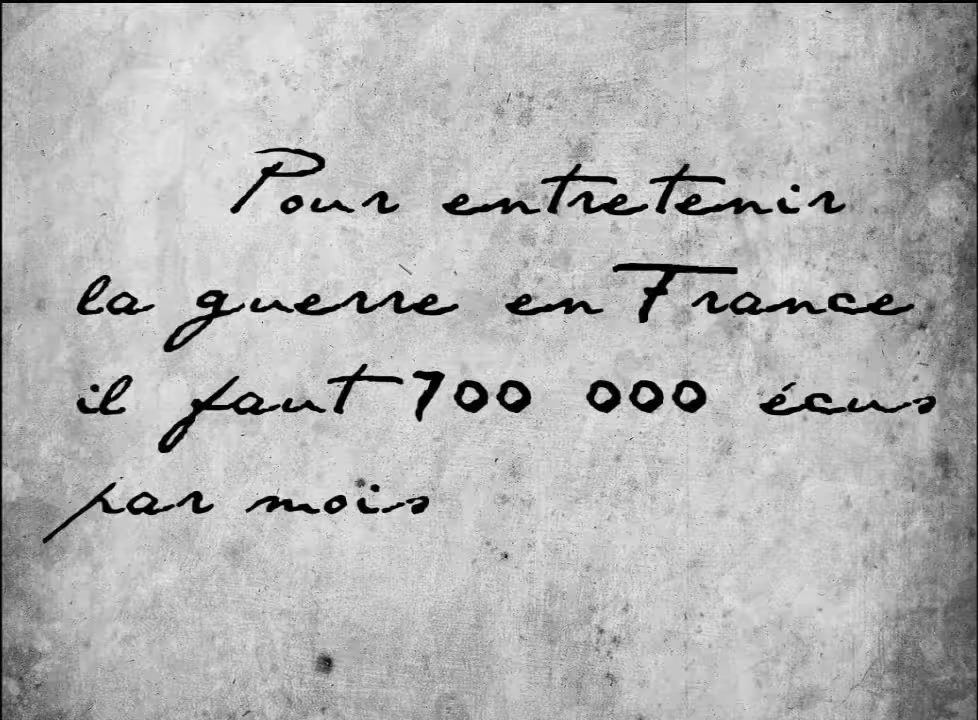 Pour entretenir
la guerre en France
il faut 700 000 écus
par mois